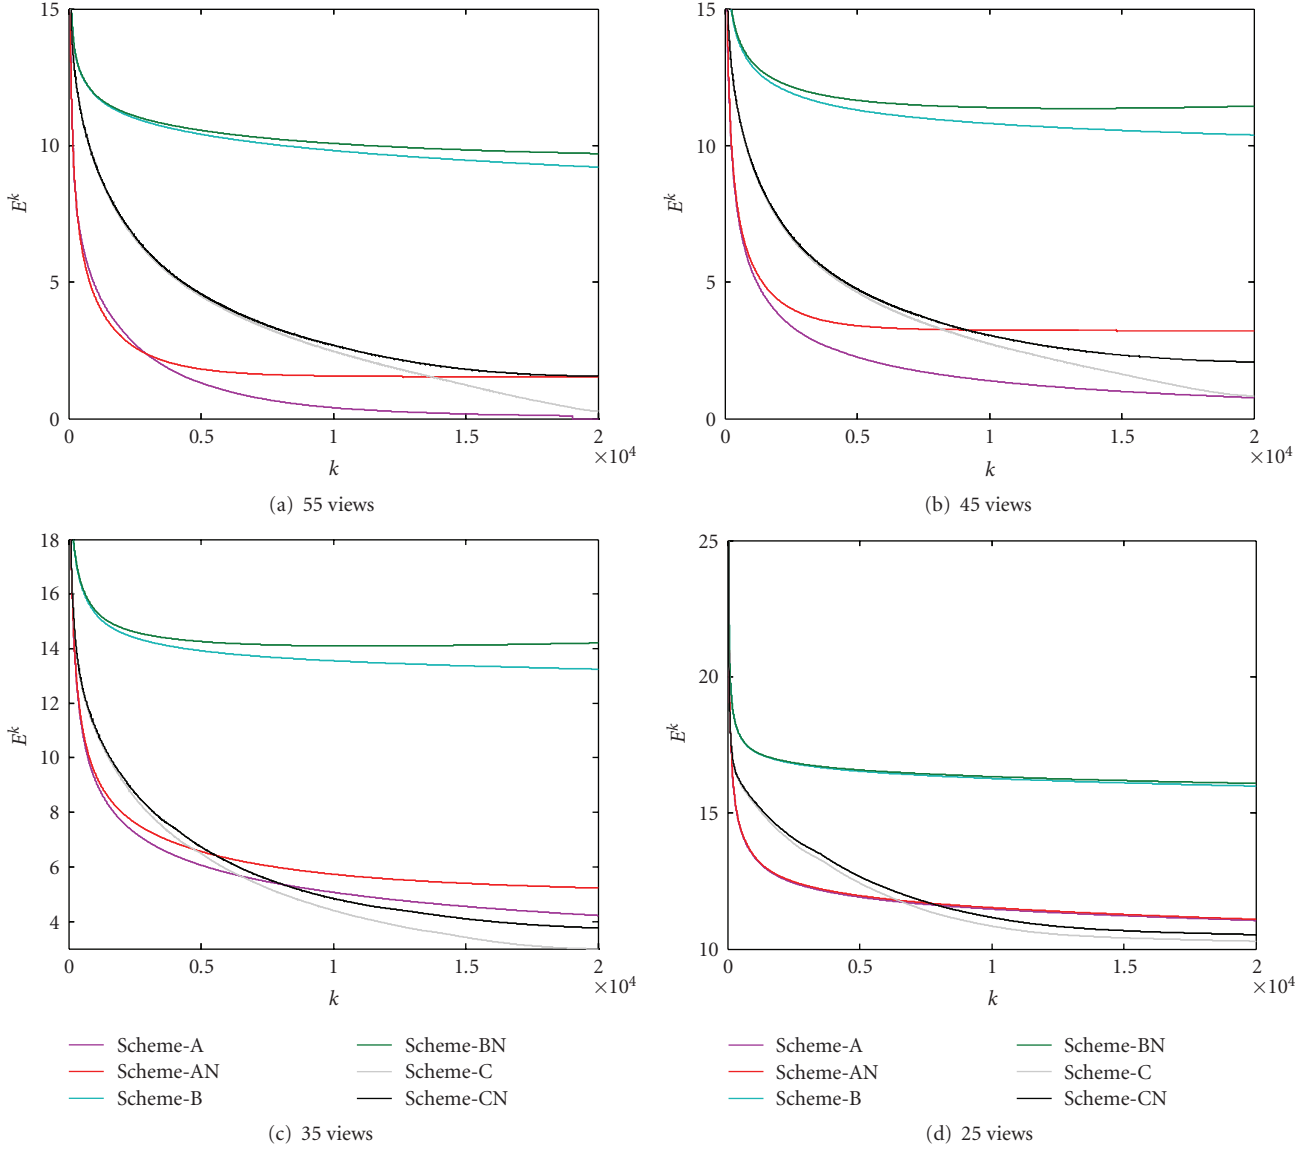 15
10
5
0
E^k
0
0.5
1
1.5
2
×10^4
k
(a) 55 views
15
10
5
0
E^k
0
0.5
1
1.5
2
×10^4
k
(b) 45 views
18
16
14
12
10
8
6
4
E^k
0
0.5
1
1.5
2
×10^4
k
Scheme-A
Scheme-AN
Scheme-B
Scheme-BN
Scheme-C
Scheme-CN
(c) 35 views
25
20
15
10
E^k
0
0.5
1
1.5
2
×10^4
k
Scheme-A
Scheme-AN
Scheme-B
Scheme-BN
Scheme-C
Scheme-CN
(d) 25 views